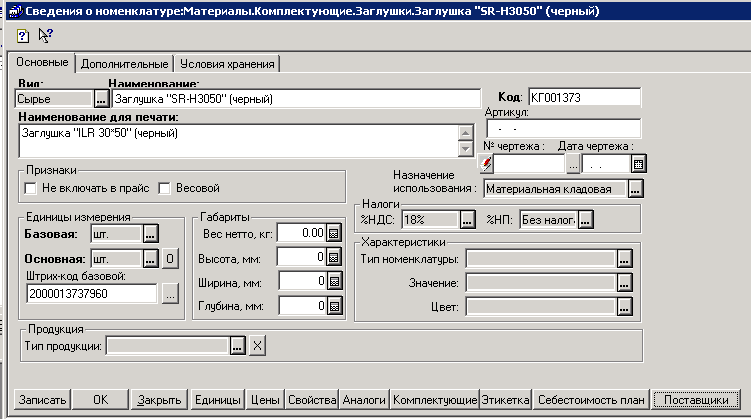 Сведения о номенклатуре:Материалы.Комплектующие.Заглушки.Заглушка "SR-H3050" (черный)
Основные Дополнительные Условия хранения
Вид: Наименование:
Сырье ... Заглушка "SR-H3050" (черный) Код: КГ001373
Наименование для печати: Артикул:
Заглушка "ILR 30*50" (черный) . .
№ чертежа : Дата чертежа :
... . .
Признаки
Не включать в прайс Весовой
Назначение
использования : Материальная кладовая ...
Налоги
%НДС: 18% ... %НП: Без налог. ...
Единицы измерения
Базовая: шт. ...
Основная: шт. ... О
Штрих-код базовой:
2000013737960 ...
Габариты
Вес нетто, кг: 0.00
Высота, мм: 0
Ширина, мм: 0
Глубина, мм: 0
Характеристики
Тип номенклатуры: ...
Значение: ...
Цвет: ...
Продукция
Тип продукции: ... X
Записать OK Закрыть Единицы Цены Свойства Аналоги Комплектующие Этикетка Себестоимость план Поставщики